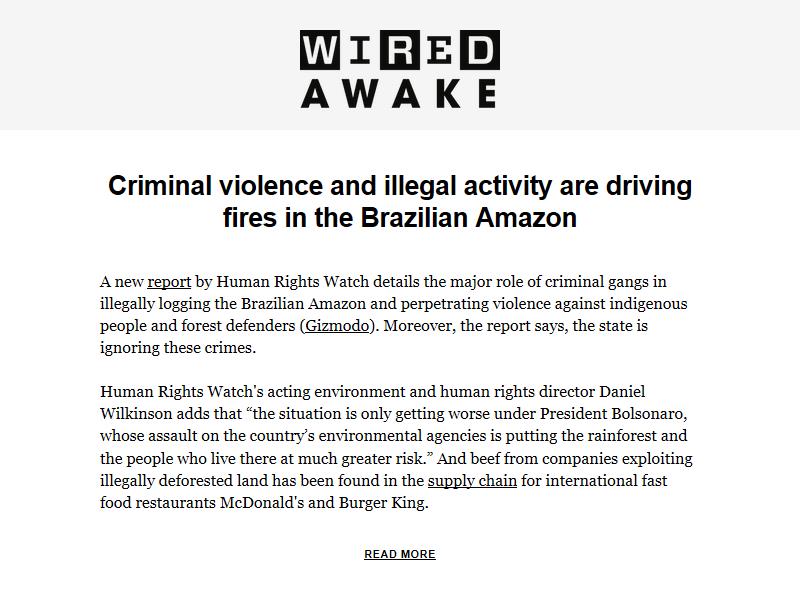 WIRED
AWAKE
Criminal violence and illegal activity are driving
fires in the Brazilian Amazon
A new report by Human Rights Watch details the major role of criminal gangs in
illegally logging the Brazilian Amazon and perpetrating violence against indigenous
people and forest defenders (Gizmodo). Moreover, the report says, the state is
ignoring these crimes.
Human Rights Watch's acting environment and human rights director Daniel
Wilkinson adds that “the situation is only getting worse under President Bolsonaro,
whose assault on the country’s environmental agencies is putting the rainforest and
the people who live there at much greater risk.” And beef from companies exploiting
illegally deforested land has been found in the supply chain for international fast
food restaurants McDonald's and Burger King.
READ MORE